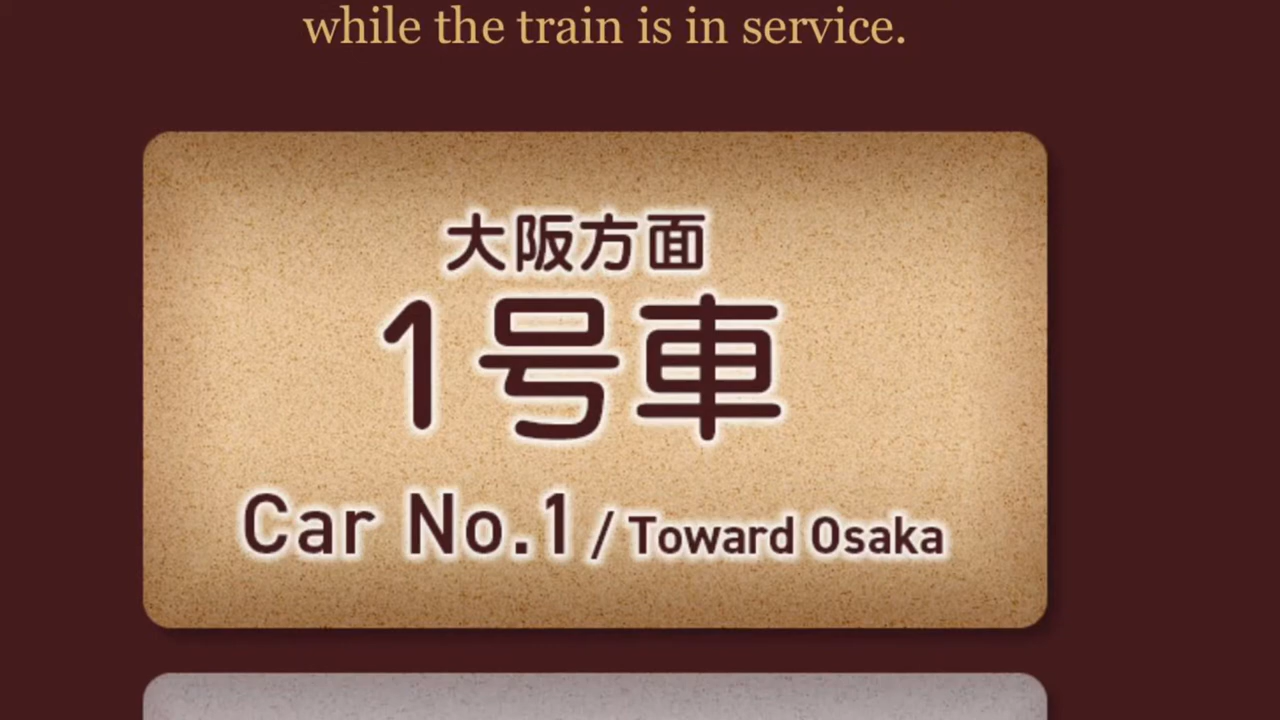 while the train is in service.
大阪方面
1号車
Car No.1 / Toward Osaka